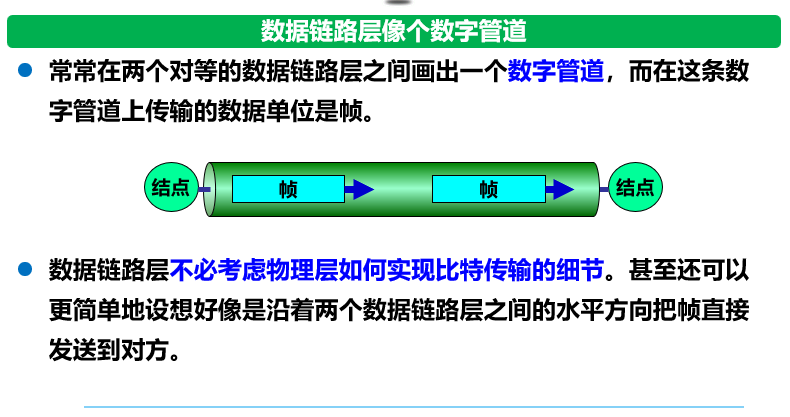 数据链路层像个数字管道
常常在两个对等的数据链路层之间画出一个数字管道，而在这条数
字管道上传输的数据单位是帧。
结点 帧 帧 结点
数据链路层不必考虑物理层如何实现比特传输的细节。甚至还可以
更简单地设想好像是沿着两个数据链路层之间的水平方向把帧直接
发送到对方。